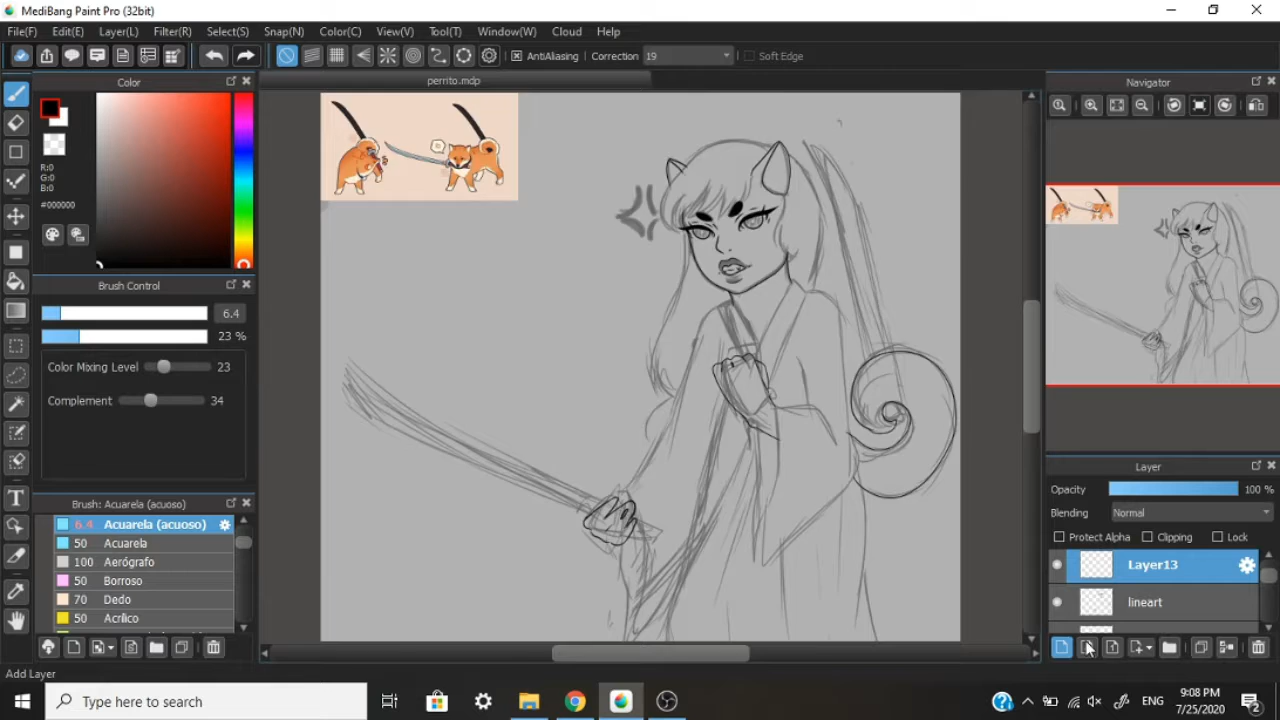 MediBang Paint Pro (32bit)
File(F) Edit(E) Layer(L) Filter(R) Select(S) Snap(N) Color(C) View(V) Tool(T) Window(W) Cloud Help
AntiAliasing Correction 19 Soft Edge
Color
perrito.mdp
Navigator
R:0
G:0
B:0
#000000
Brush Control
6.4
23 %
Color Mixing Level 23
Complement 34
Brush: Acuarela (acuoso)
6.4 Acuarela (acuoso)
50 Acuarela
100 Aerógrafo
50 Borroso
70 Dedo
50 Acrílico
Layer
Opacity 100 %
Blending Normal
Protect Alpha Clipping Lock
Layer13
lineart
Add Layer
Type here to search
ENG
9:08 PM
7/25/2020
2